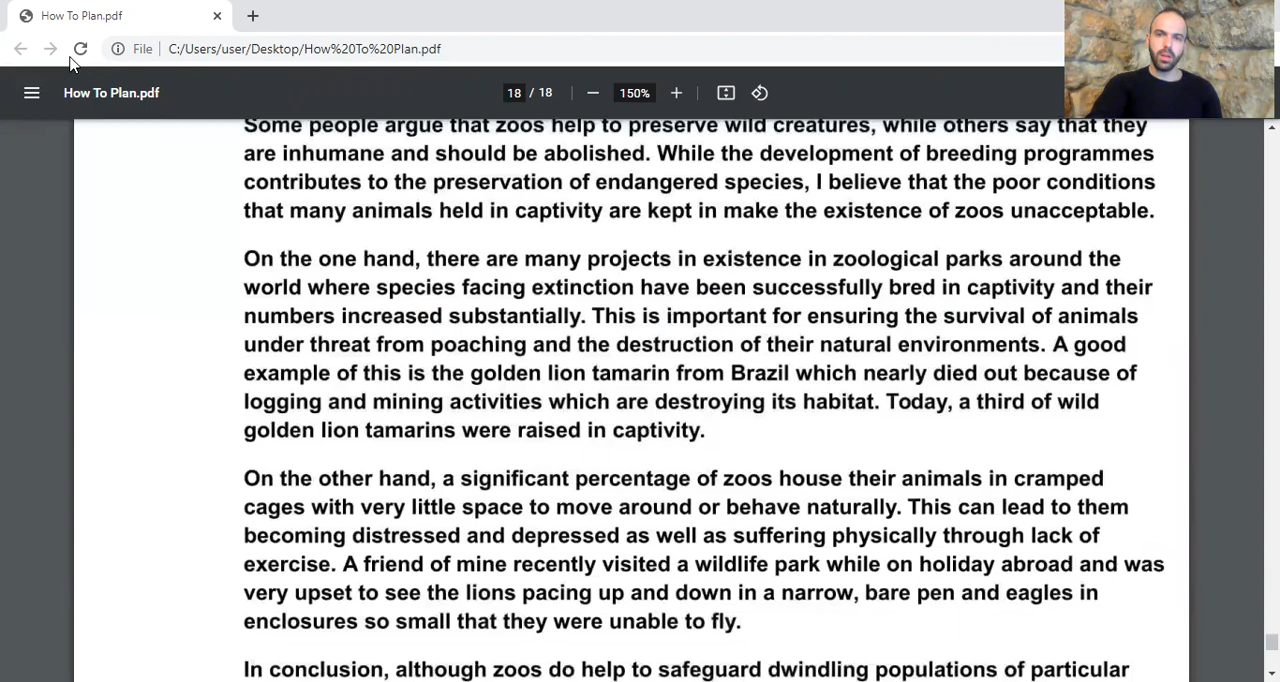 How To Plan.pdf
File
C:/Users/user/Desktop/How%20To%20Plan.pdf
How To Plan.pdf
18 / 18
150%
Some people argue that zoos help to preserve wild creatures, while others say that they
are inhumane and should be abolished. While the development of breeding programmes
contributes to the preservation of endangered species, I believe that the poor conditions
that many animals held in captivity are kept in make the existence of zoos unacceptable.
On the one hand, there are many projects in existence in zoological parks around the
world where species facing extinction have been successfully bred in captivity and their
numbers increased substantially. This is important for ensuring the survival of animals
under threat from poaching and the destruction of their natural environments. A good
example of this is the golden lion tamarin from Brazil which nearly died out because of
logging and mining activities which are destroying its habitat. Today, a third of wild
golden lion tamarins were raised in captivity.
On the other hand, a significant percentage of zoos house their animals in cramped
cages with very little space to move around or behave naturally. This can lead to them
becoming distressed and depressed as well as suffering physically through lack of
exercise. A friend of mine recently visited a wildlife park while on holiday abroad and was
very upset to see the lions pacing up and down in a narrow, bare pen and eagles in
enclosures so small that they were unable to fly.
In conclusion, although zoos do help to safeguard dwindling populations of particular